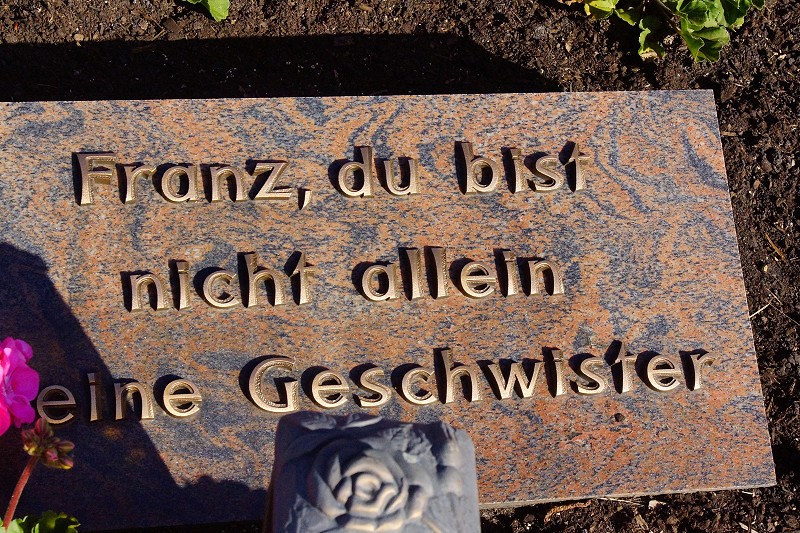 Franz, du bist
nicht allein
eine Geschwister